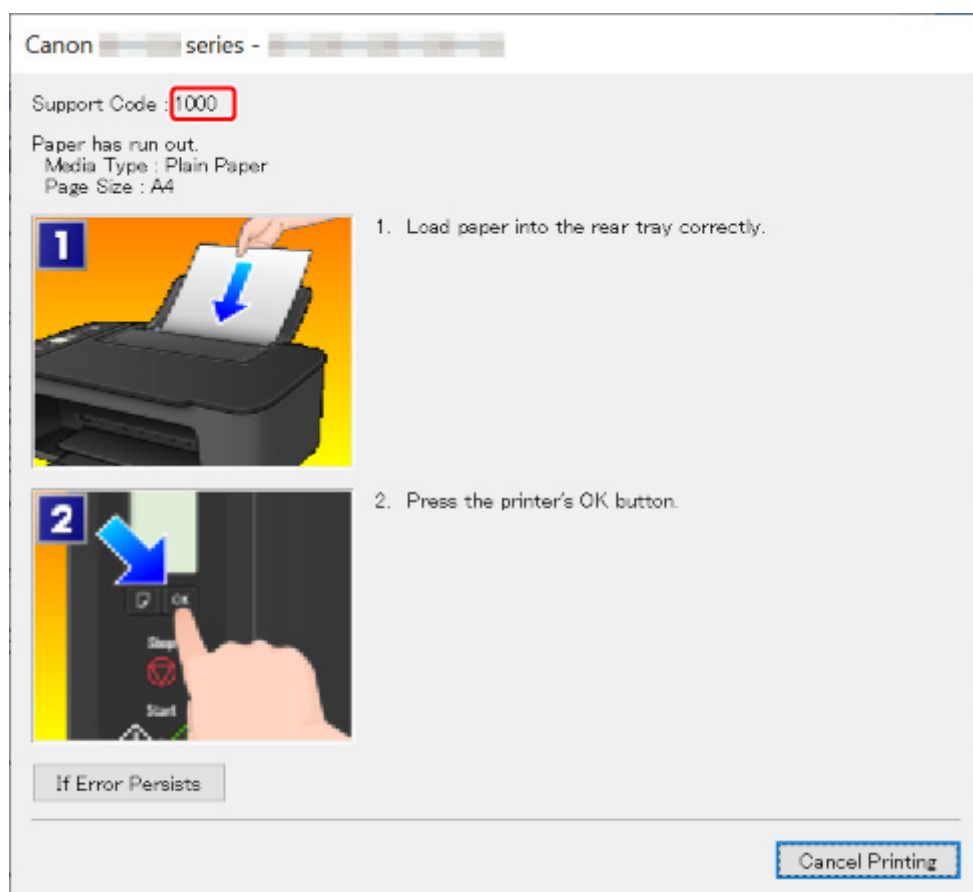 Canon series -
Support Code : 1000
Paper has run out.
Media Type : Plain Paper
Page Size : A4
1
1. Load paper into the rear tray correctly.
2
2. Press the printer's OK button.
OK
Stop
Start
If Error Persists
Cancel Printing